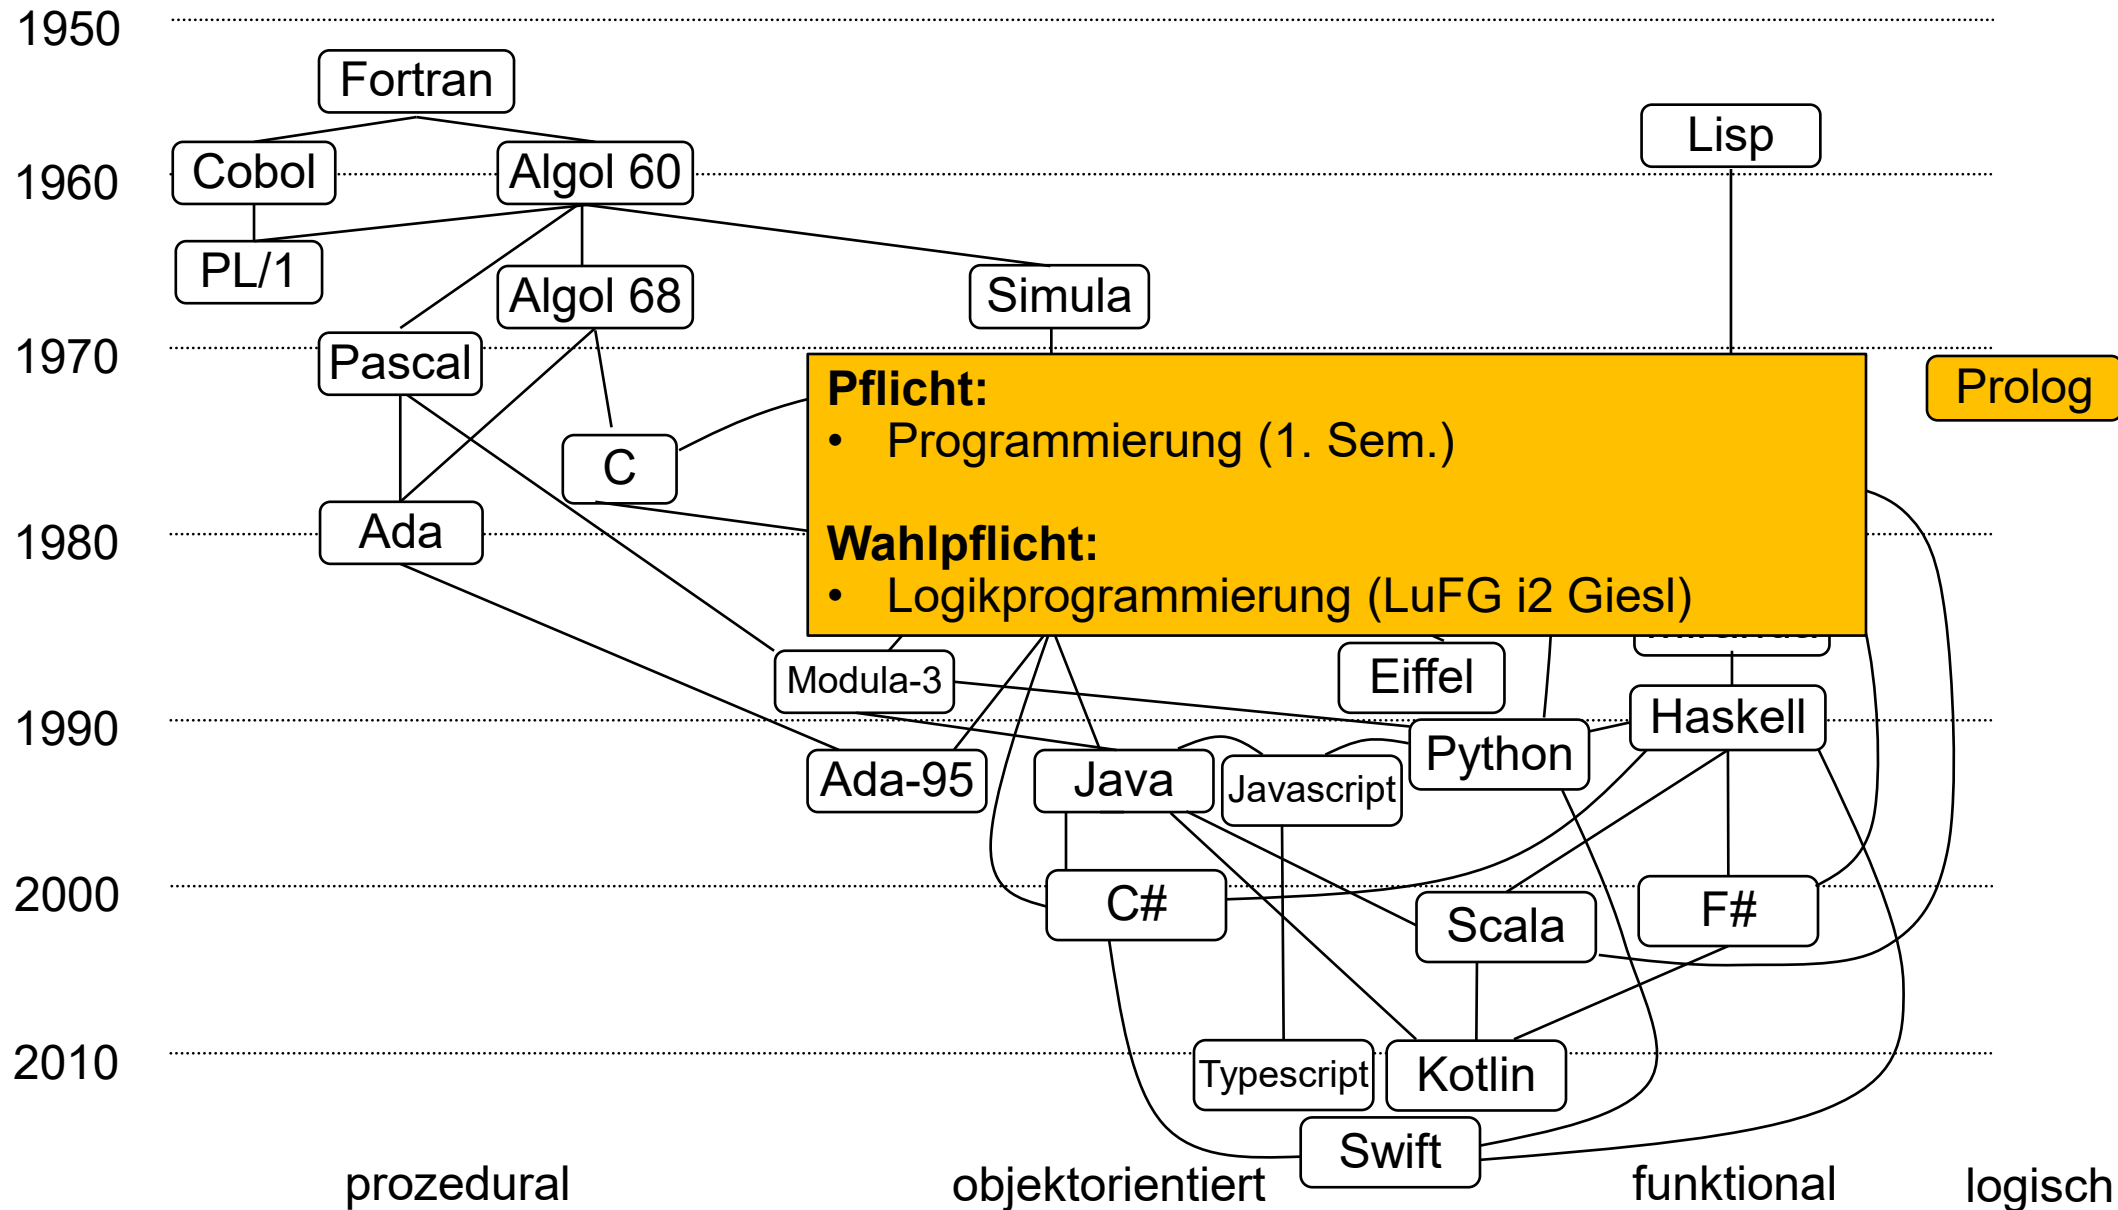 1950
Fortran
Lisp
Cobol
Algol 60
1960
PL/1
Algol 68
Simula
1970
Pascal
Prolog
Pflicht:
• Programmierung (1. Sem.)
C
Ada
1980
Wahlpflicht:
• Logikprogrammierung (LuFG i2 Giesl)
Modula-3
Eiffel
Haskell
1990
Python
Ada-95
Java
Javascript
2000
C#
Scala
F#
2010
Typescript
Kotlin
Swift
prozedural
objektorientiert
funktional
logisch